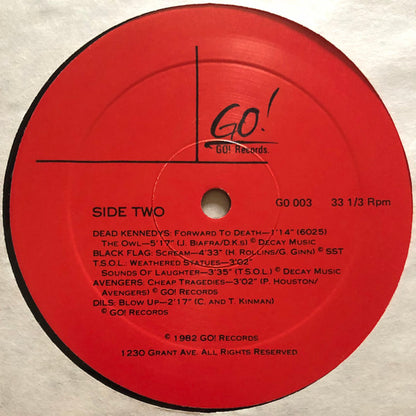 GO!
GO! Records.
SIDE TWO
GO 003 33 1/3 Rpm
DEAD KENNEDYS: FORWARD TO DEATH—1'14" (6025)
THE OWL—5'17" (J. BIAFRA/D.K.S) © DECAY MUSIC
BLACK FLAG: SCREAM—4'33" (H. ROLLINS/G. GINN) © SST
T.S.O.L.: WEATHERED SYATUES—3'02"
SOUNDS OF LAUGHTER—3'35" (T.S.O.L.) © DECAY MUSIC
AVENGERS: CHEAP TRAGEDIES—3'02" (P. HOUSTON/
AVENGERS) © GO! RECORDS
DILS: BLOW UP—2'17" (C. AND T. KINMAN)
© GO! RECORDS
© 1982 GO! RECORDS
1230 GRANT AVE. ALL RIGHTS RESERVED